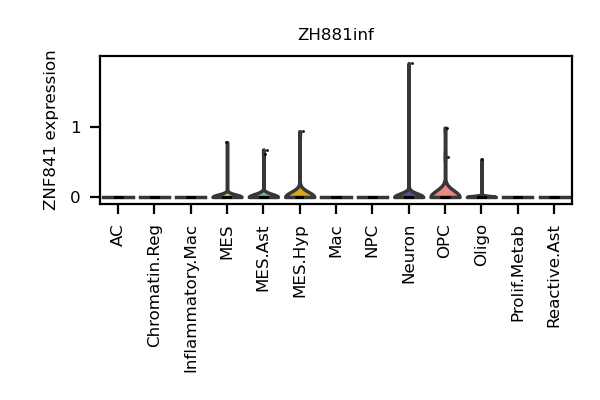 ZH881inf
ZNF841 expression
1
0
AC
Chromatin.Reg
Inflammatory.Mac
MES
MES.Ast
MES.Hyp
Mac
NPC
Neuron
OPC
Oligo
Prolif.Metab
Reactive.Ast